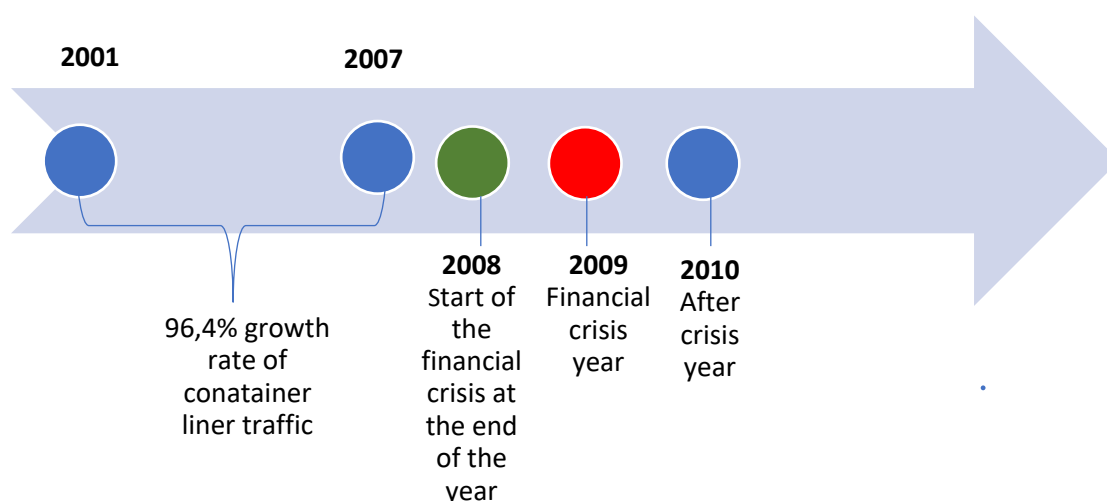 2001
2007
96,4% growth
rate of
conatainer
liner traffic
2008
Start of
the
financial
crisis at
the end
of the
year
2009
Financial
crisis
year
2010
After
crisis
year